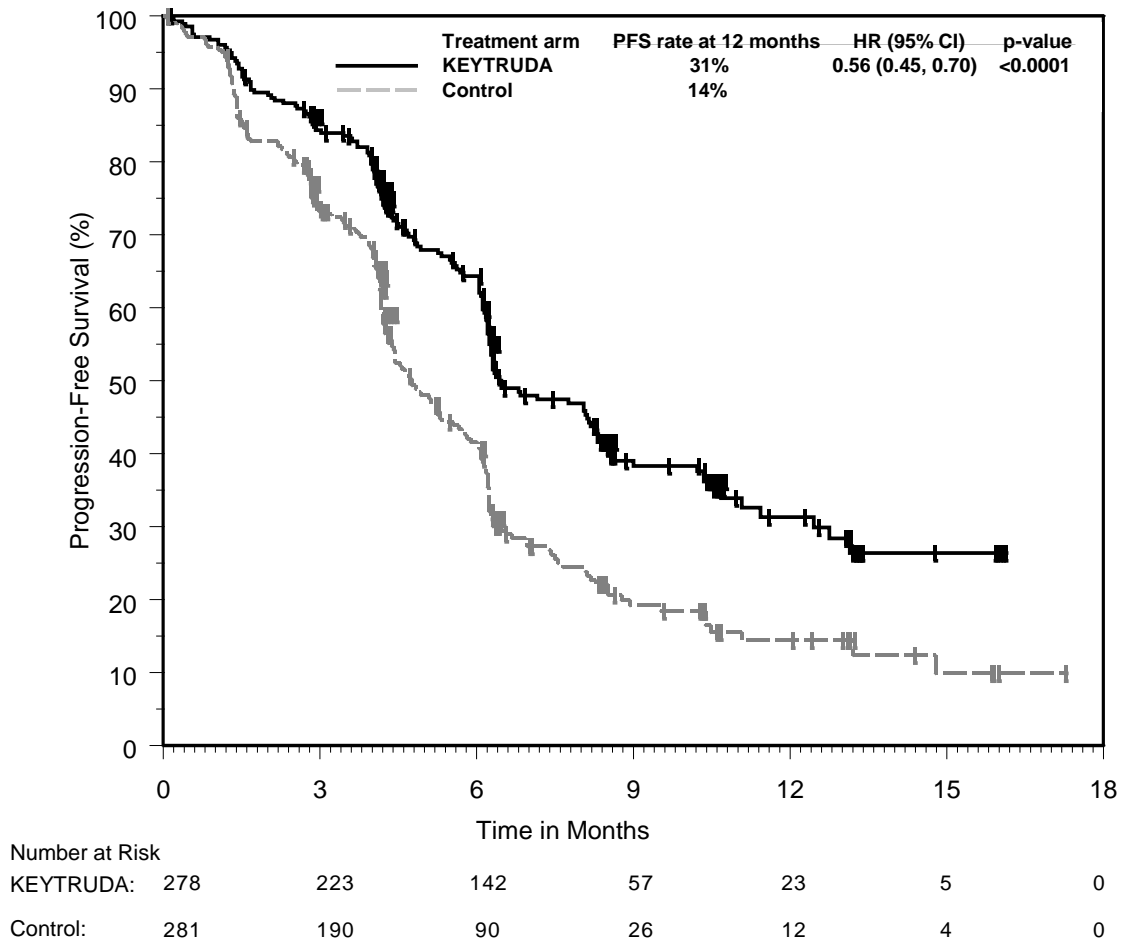 Treatment arm PFS rate at 12 months HR (95% CI) p-value
KEYTRUDA 31% 0.56 (0.45, 0.70) <0.0001
Control 14%
Progression-Free Survival (%)
100
90
80
70
60
50
40
30
20
10
0
0 3 6 9 12 15 18
Time in Months
Number at Risk
KEYTRUDA: 278 223 142 57 23 5 0
Control: 281 190 90 26 12 4 0